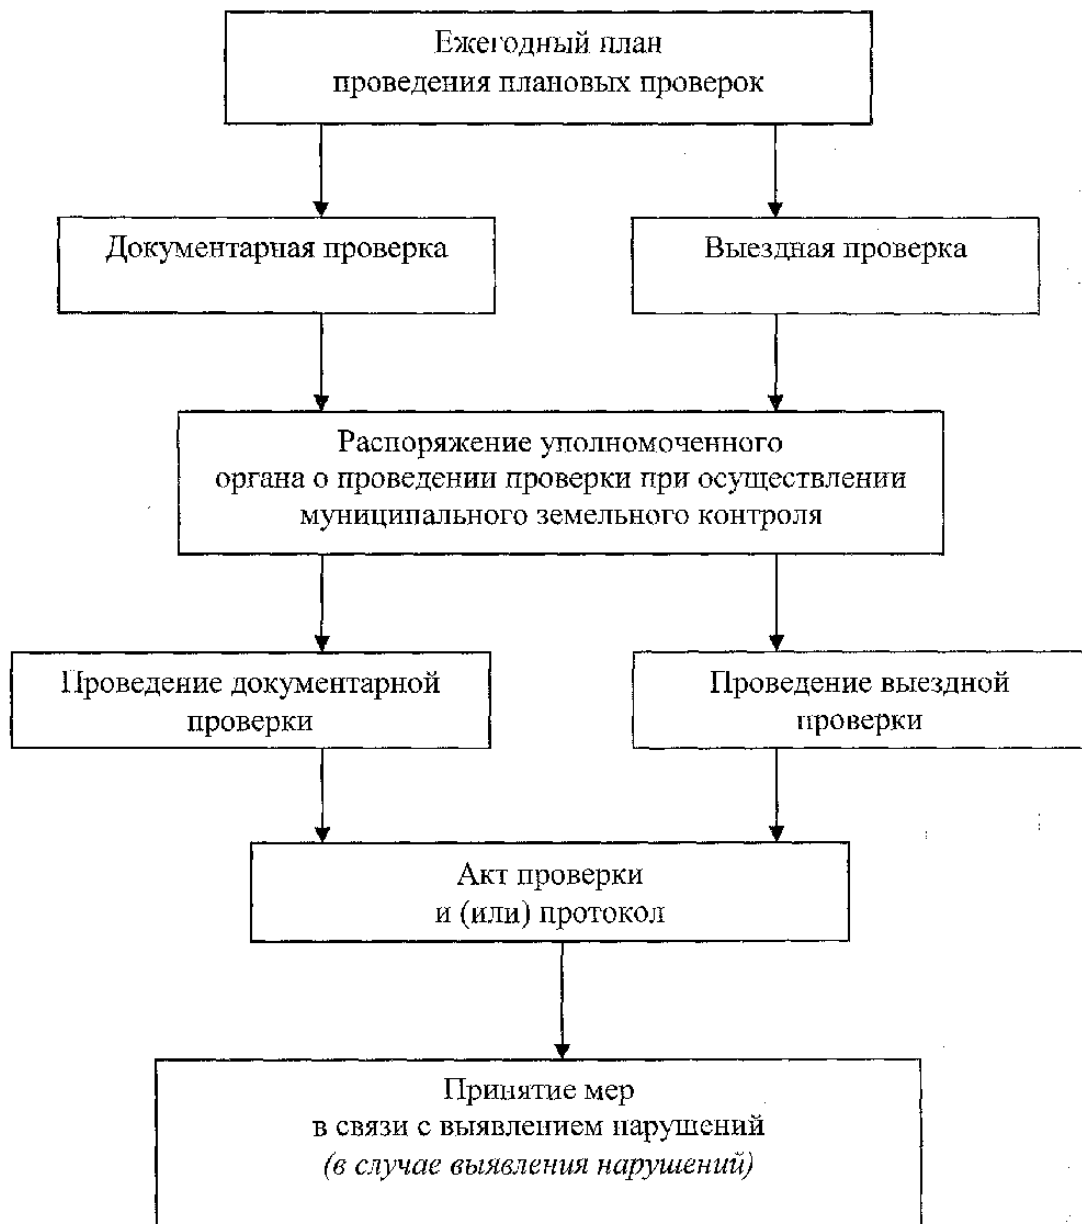 Ежегодный план
проведения плановых проверок
Документарная проверка
Выездная проверка
Распоряжение уполномоченного
органа о проведении проверки при осуществлении
муниципального земельного контроля
Проведение документарной
проверки
Проведение выездной
проверки
Акт проверки
и (или) протокол
Принятие мер
в связи с выявлением нарушений
(в случае выявления нарушений)